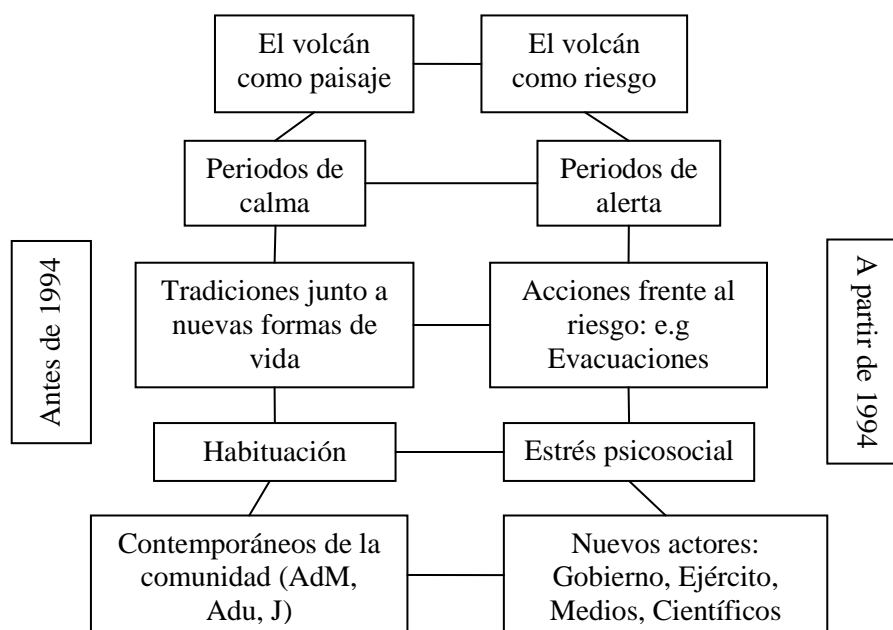 El volcán
como paisaje
El volcán
como riesgo
Periodos de
calma
Periodos de
alerta
Antes de 1994
Tradiciones junto a
nuevas formas de
vida
Acciones frente al
riesgo: e.g
Evacuaciones
A partir de 1994
Habituación
Estrés psicosocial
Contemporáneos de la
comunidad (AdM,
Adu, J)
Nuevos actores:
Gobierno, Ejército,
Medios, Científicos